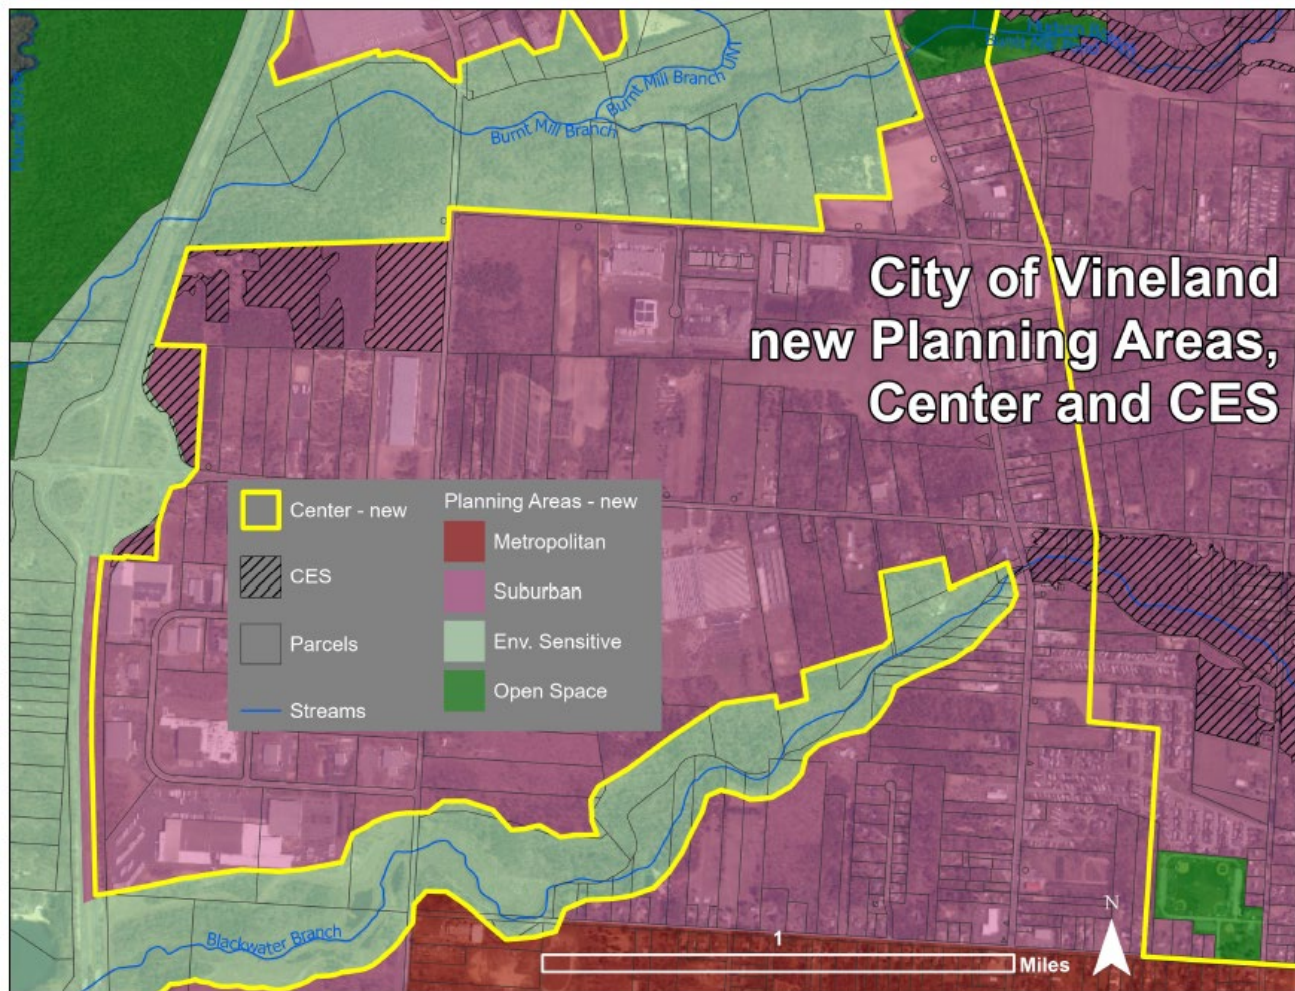 Burnt Mill Branch UNT
Burnt Mill Branch
City of Vineland
new Planning Areas,
Center and CES
Center - new
CES
Parcels
Streams
Planning Areas - new
Metropolitan
Suburban
Env. Sensitive
Open Space
Blackwater Branch
N
1
Miles